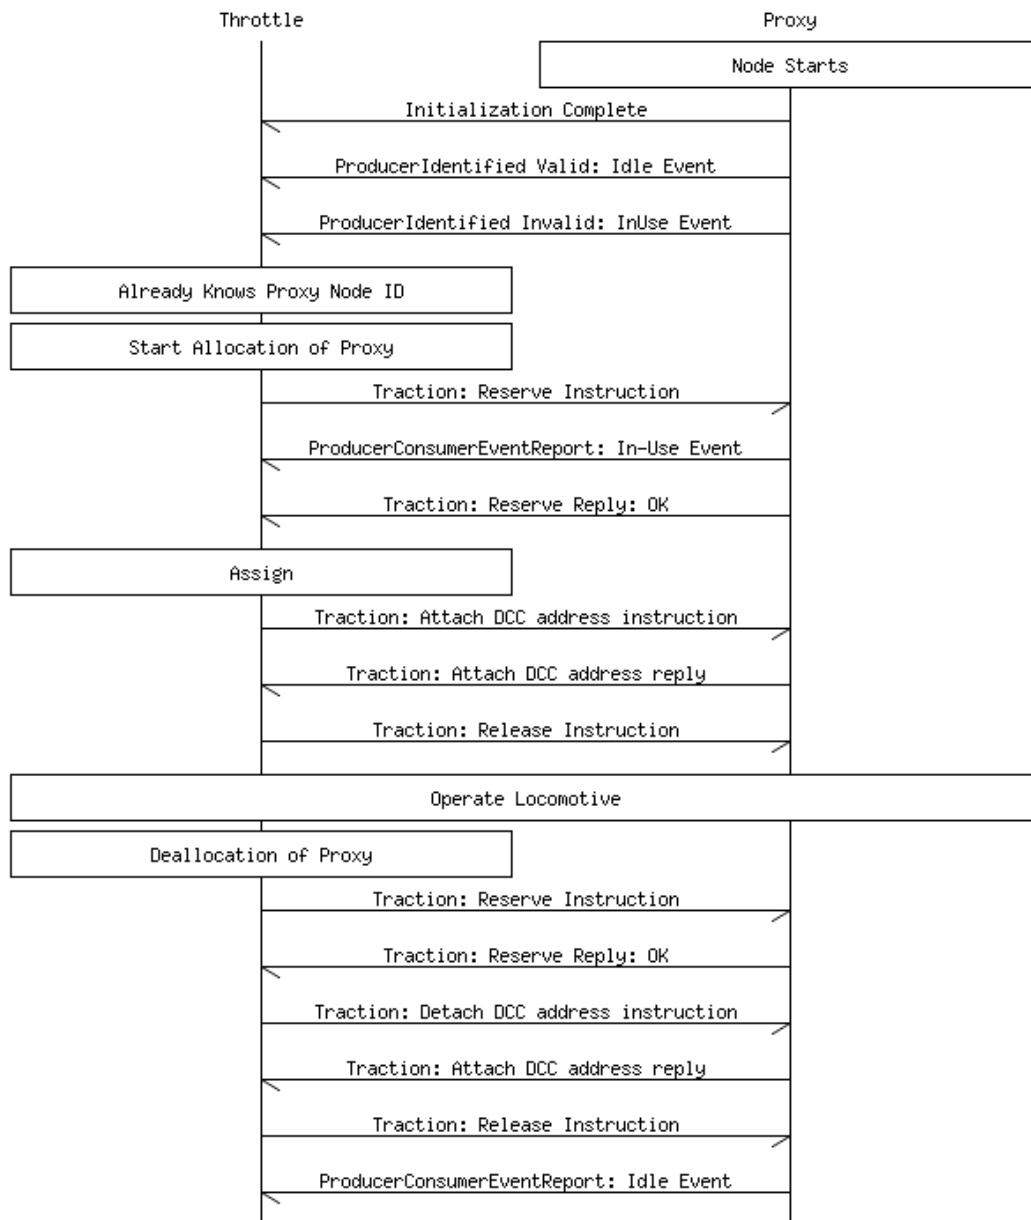 Throttle
Proxy
Node Starts
Initialization Complete
ProducerIdentified Valid: Idle Event
ProducerIdentified Invalid: InUse Event
Already Knows Proxy Node ID
Start Allocation of Proxy
Traction: Reserve Instruction
ProducerConsumerEventReport: In-Use Event
Traction: Reserve Reply: OK
Assign
Traction: Attach DCC address instruction
Traction: Attach DCC address reply
Traction: Release Instruction
Operate Locomotive
Deallocation of Proxy
Traction: Reserve Instruction
Traction: Reserve Reply: OK
Traction: Detach DCC address instruction
Traction: Attach DCC address reply
Traction: Release Instruction
ProducerConsumerEventReport: Idle Event